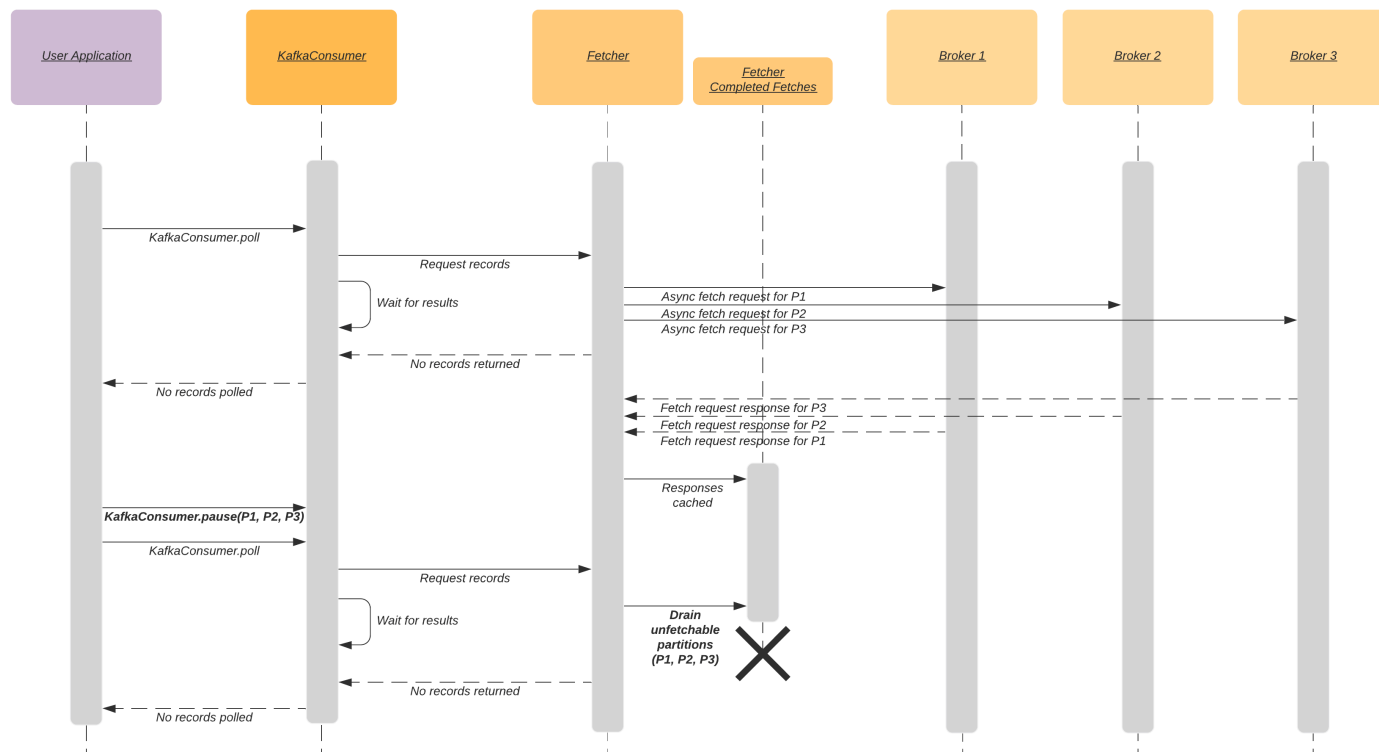 User Application
KafkaConsumer
Fetcher
Fetcher
Completed Fetches
Broker 1
Broker 2
Broker 3
KafkaConsumer.poll
Request records
Wait for results
Async fetch request for P1
Async fetch request for P2
Async fetch request for P3
No records returned
No records polled
Fetch request response for P3
Fetch request response for P2
Fetch request response for P1
Responses
cached
KafkaConsumer.pause(P1, P2, P3)
KafkaConsumer.poll
Request records
Wait for results
Drain
unfetchable
partitions
(P1, P2, P3)
No records returned
No records polled